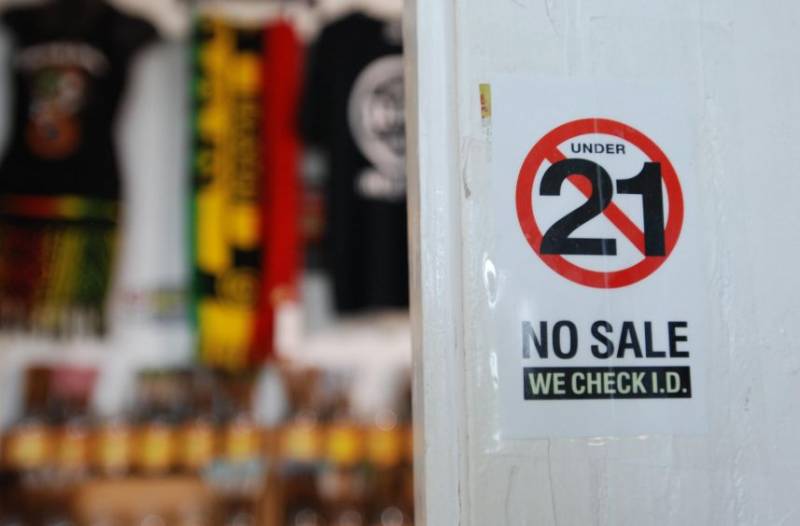 UNDER
21
NO SALE
WE CHECK I.D.